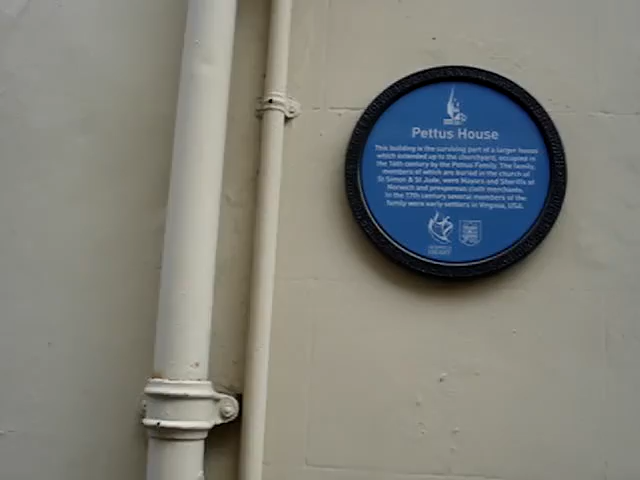 Pettus House
This building is the surviving part of a larger house
which extended up to the churchyard, occupied in
the 16th century by the Pettus Family. The family,
members of which are buried in the church of
St Simon & St Jude, were Mayors and Sheriffs of
Norwich and prosperous cloth merchants.
In the 17th century several members of the
family were early settlers in Virginia, USA.